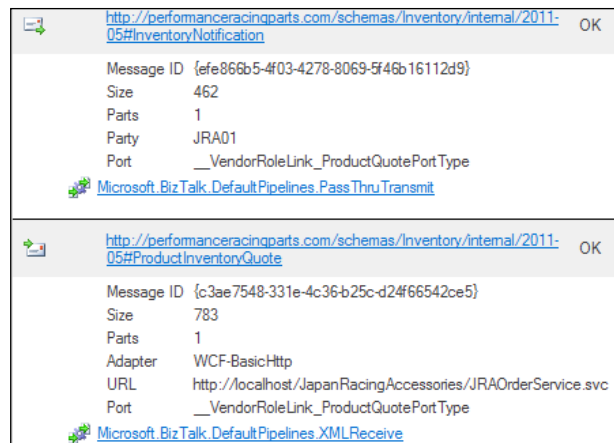 http://performanceracingparts.com/schemas/Inventory/internal/2011- OK
05#InventoryNotification
Message ID {efe866b5-4f03-4278-8069-5f46b16112d9}
Size 462
Parts 1
Party JRA01
Port __VendorRoleLink_ProductQuotePortType
Microsoft.BizTalk.DefaultPipelines.PassThruTransmit
http://performanceracingparts.com/schemas/Inventory/internal/2011- OK
05#ProductInventoryQuote
Message ID {c3ae7548-331e-4c36-b25c-d24f66542ce5}
Size 783
Parts 1
Adapter WCF-BasicHttp
URL http://localhost/JapanRacingAccessories/JRAOrderService.svc
Port __VendorRoleLink_ProductQuotePortType
Microsoft.BizTalk.DefaultPipelines.XMLReceive